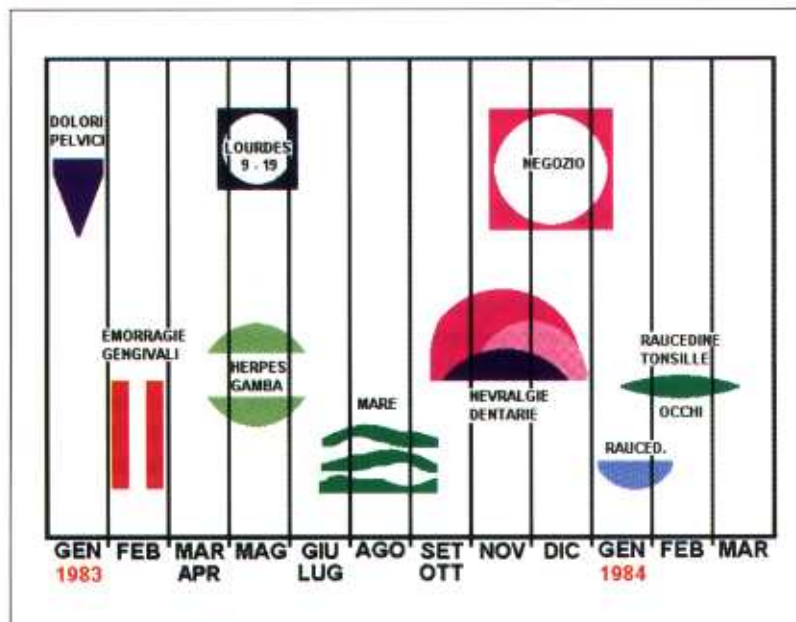 DOLORI
PELVICI
LOURDES
9 - 19
NEGOZIO
EMORRAGIE
GENGIVALI
HERPES
GAMBA
MARE
NEVRALGIE
DENTARIE
RAUCEDINE
TONSILLE
OCCHI
RAUCED.
GEN FEB MAR MAG GIU AGO SET NOV DIC GEN FEB MAR
1983 APR LUG OTT 1984